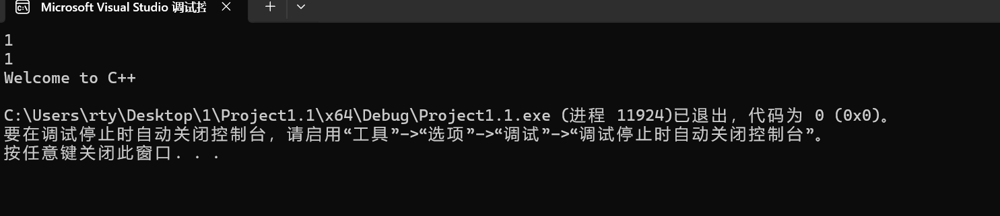 Microsoft Visual Studio 调试控
1
1
Welcome to C++
C:\Users\rty\Desktop\1\Project1.1\x64\Debug\Project1.1.exe (进程 11924)已退出，代码为 0 (0x0)。
要在调试停止时自动关闭控制台，请启用“工具”->“选项”->“调试”->“调试停止时自动关闭控制台”。
按任意键关闭此窗口. . .